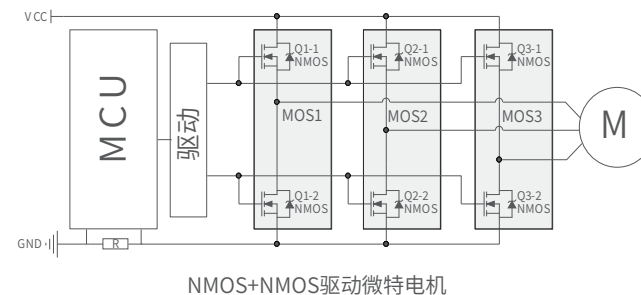 VCC
MCU
驱动
Q1-1
NMOS
Q2-1
NMOS
Q3-1
NMOS
MOS1
MOS2
MOS3
M
Q1-2
NMOS
Q2-2
NMOS
Q3-2
NMOS
GND
R
NMOS+NMOS驱动微特电机